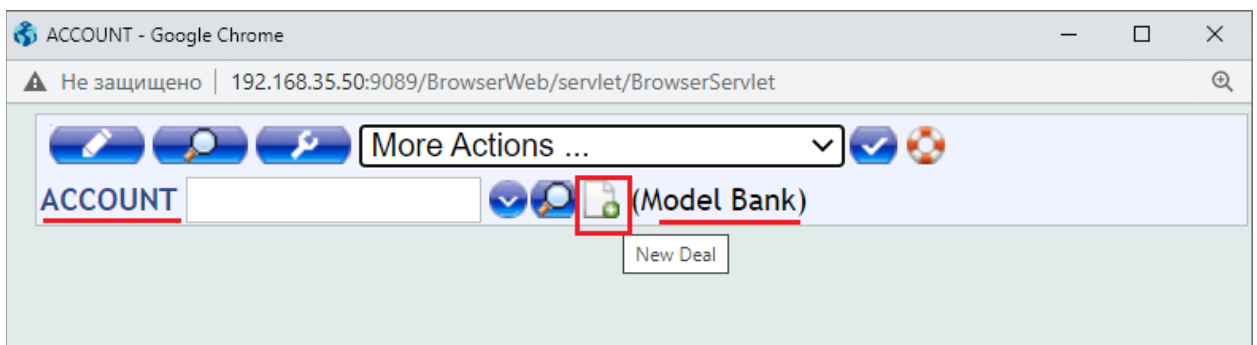 ACCOUNT - Google Chrome
Не защищено | 192.168.35.50:9089/BrowserWeb/servlet/BrowserServlet
More Actions ...
ACCOUNT (Model Bank)
New Deal